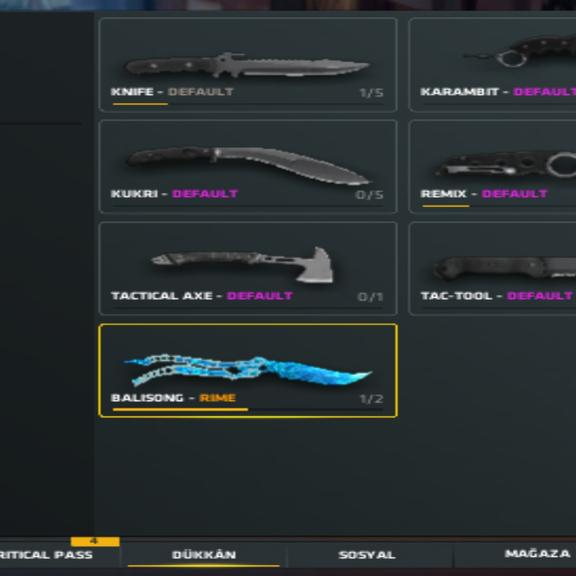 KNIFE - DEFAULT 1/5
KARAMBIT - DEFAULT
KUKRI - DEFAULT 0/5
REMIX - DEFAULT
TACTICAL AXE - DEFAULT 0/1
TAC-TOOL - DEFAULT
BALISONG - RIME 1/2
4
RITICAL PASS DÜKKÂN SOSYAL MAĞAZA